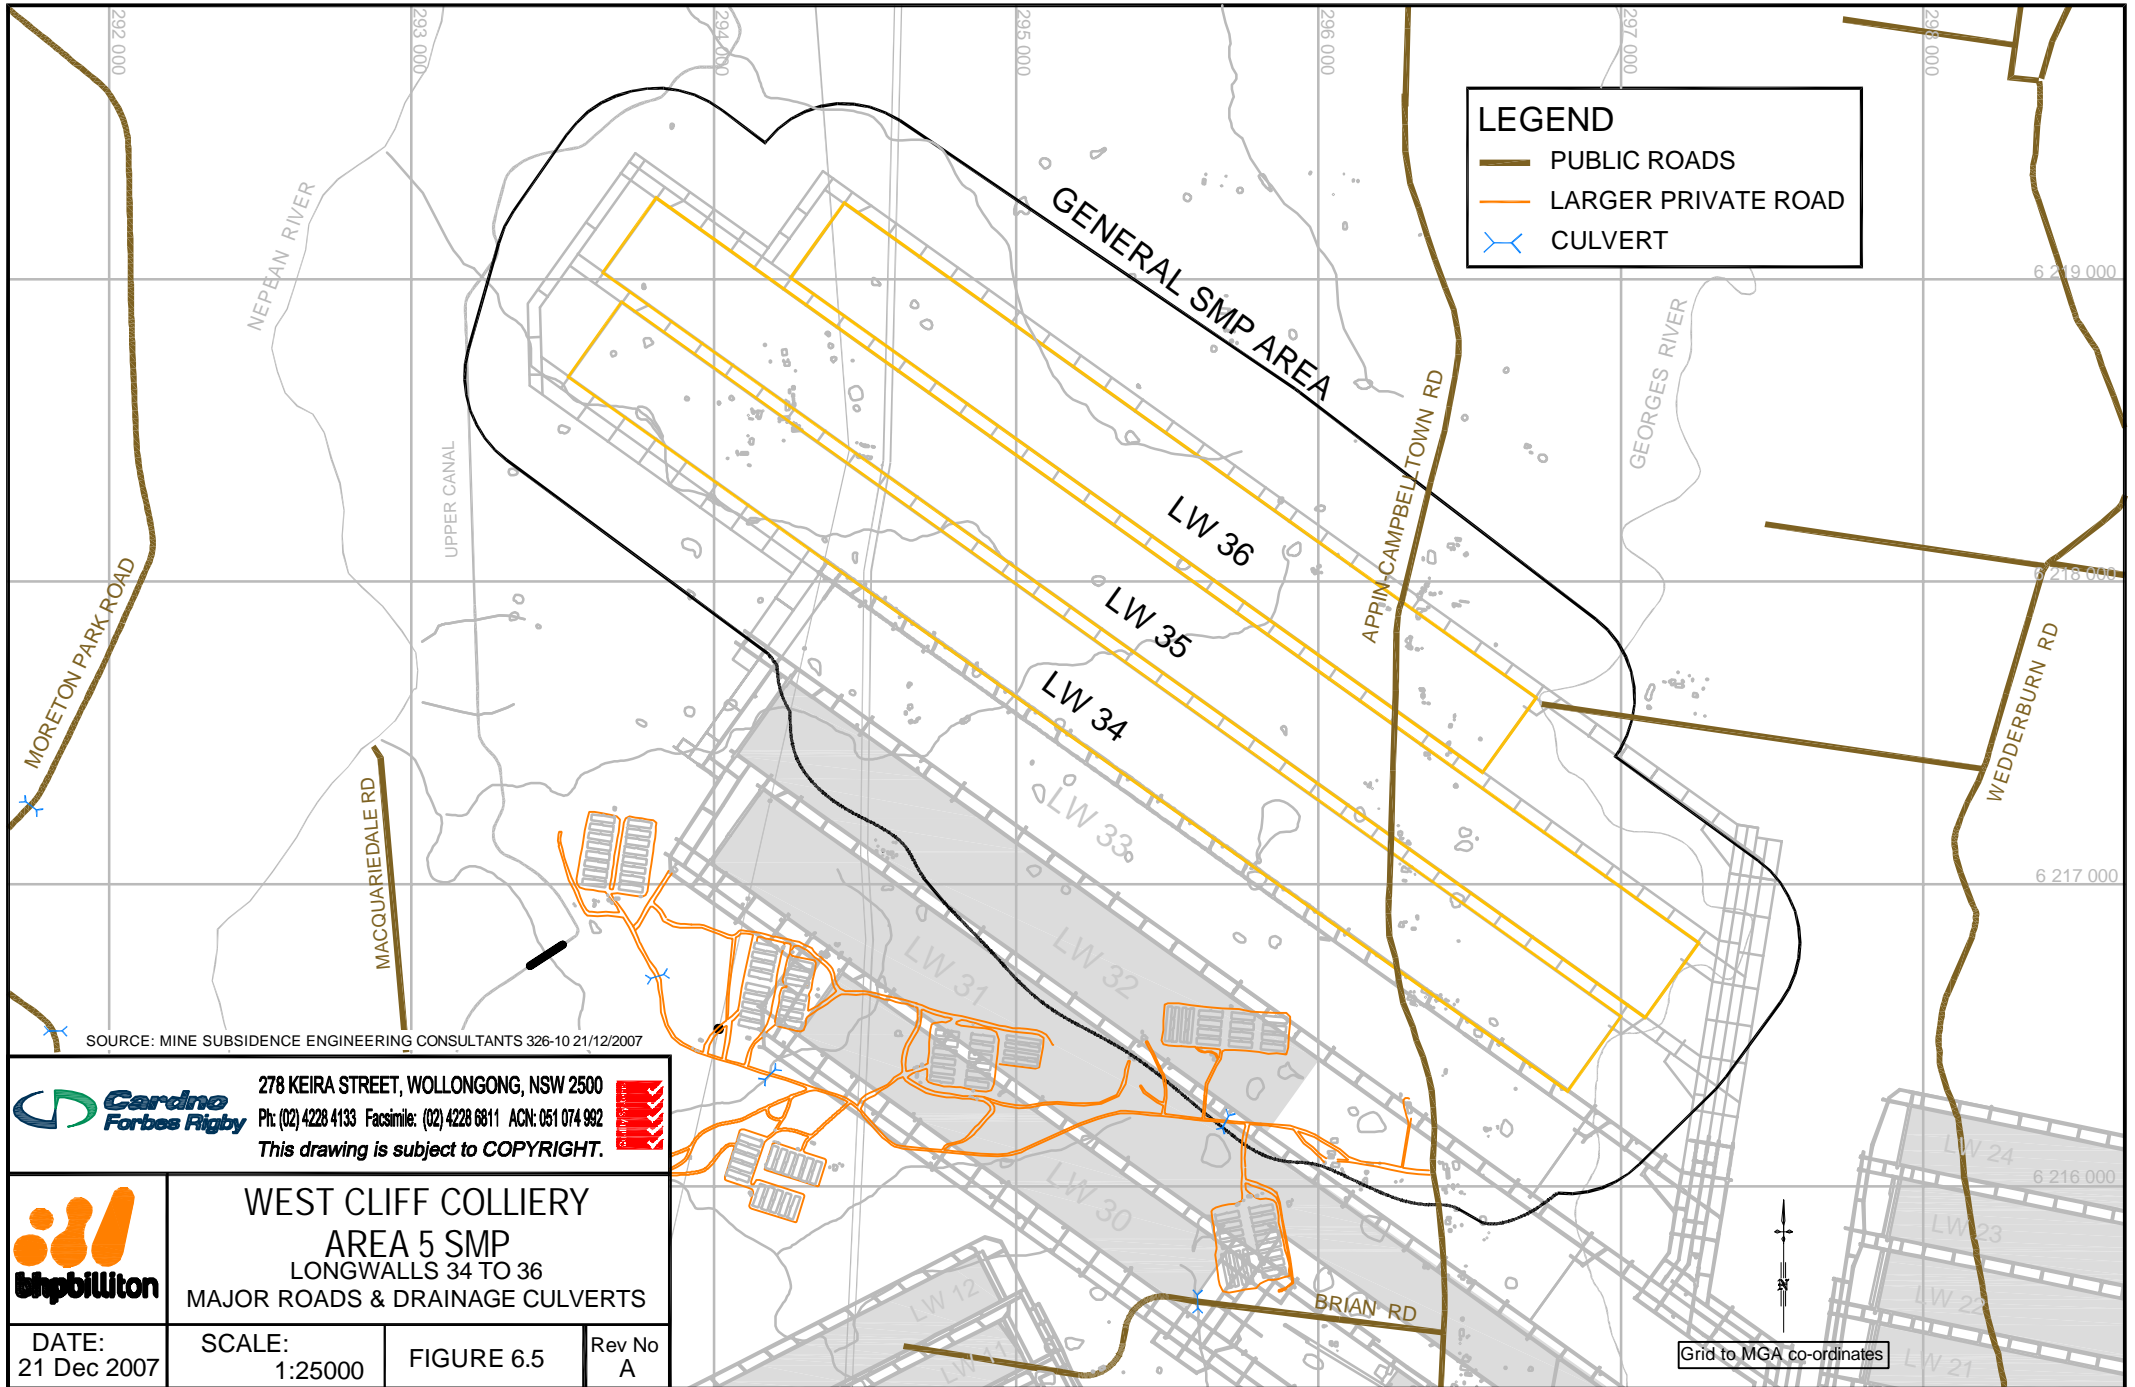 292 000
293 000
294 000
295 000
296 000
297 000
298 000
LEGEND
PUBLIC ROADS
LARGER PRIVATE ROAD
CULVERT
6 219 000
6 218 000
6 217 000
6 216 000
NEPEAN RIVER
UPPER CANAL
GENERAL SMP AREA
GEORGES RIVER
APPIN-CAMPBELLTOWN RD
MORETON PARK ROAD
MACQUARIEDALE RD
WEDDERBURN RD
BRIAN RD
LW 36
LW 35
LW 34
LW 33
LW 32
LW 31
LW 30
LW 12
LW 11
LW 24
LW 23
LW 22
LW 21
SOURCE: MINE SUBSIDENCE ENGINEERING CONSULTANTS 326-10 21/12/2007
Cardno
Forbes Rigby
278 KEIRA STREET, WOLLONGONG, NSW 2500
Ph: (02) 4228 4133 Facsimile: (02) 4228 6811 ACN: 051 074 992
This drawing is subject to COPYRIGHT.
bhpbilliton
WEST CLIFF COLLIERY
AREA 5 SMP
LONGWALLS 34 TO 36
MAJOR ROADS & DRAINAGE CULVERTS
DATE:
21 Dec 2007
SCALE:
1:25000
FIGURE 6.5
Rev No
A
N
Grid to MGA co-ordinates